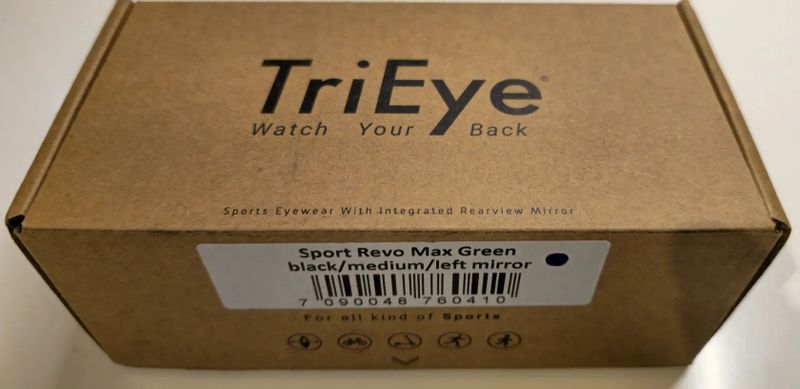 TriEye®
Watch Your Back
Sports Eyewear With Integrated Rearview Mirror
Sport Revo Max Green
black/medium/left mirror
7 090048 760410
For all kind of Sports